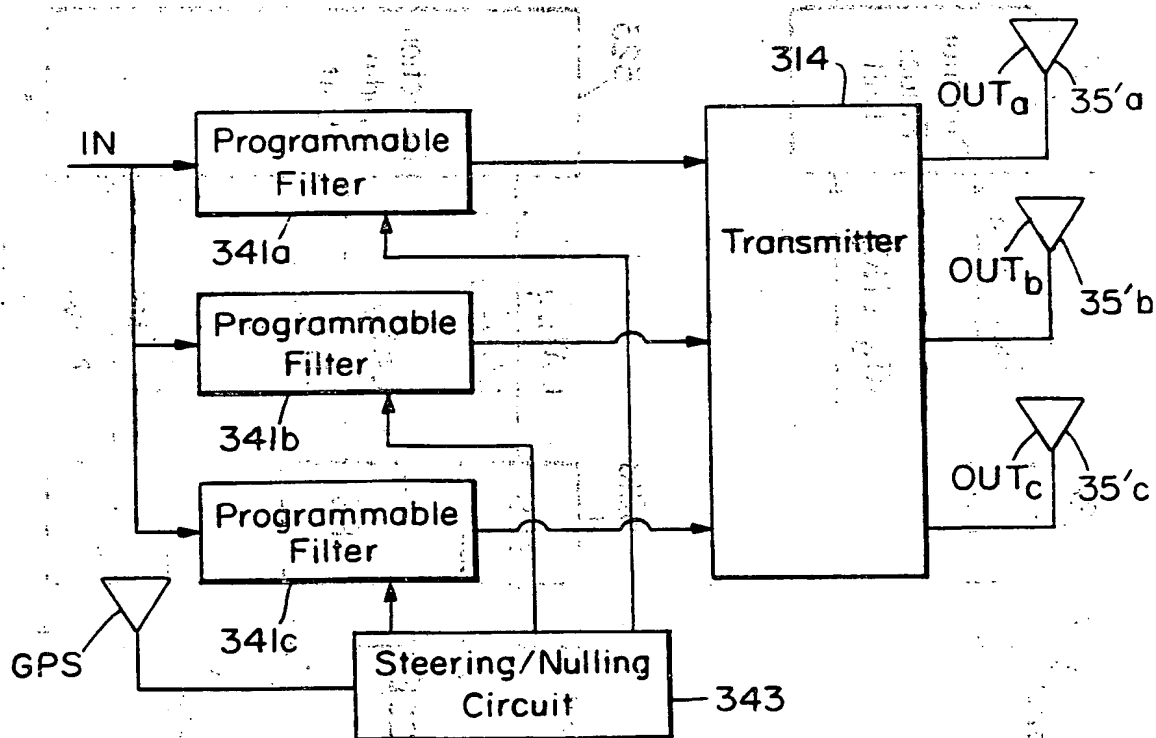 314
OUTa
35'a
IN
Programmable
Filter
341a
Transmitter
OUTb
35'b
Programmable
Filter
341b
OUTc
35'c
Programmable
Filter
341c
GPS
Steering/Nulling
Circuit
343